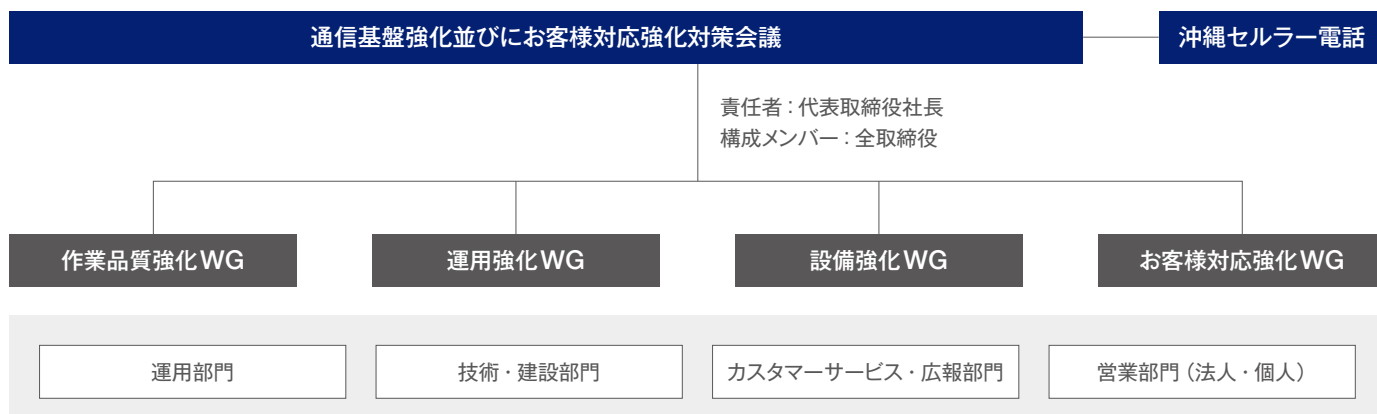 通信基盤強化並びにお客様対応強化対策会議
沖縄セルラー電話
責任者：代表取締役社長
構成メンバー：全取締役
作業品質強化WG
運用強化WG
設備強化WG
お客様対応強化WG
運用部門
技術・建設部門
カスタマーサービス・広報部門
営業部門（法人・個人）